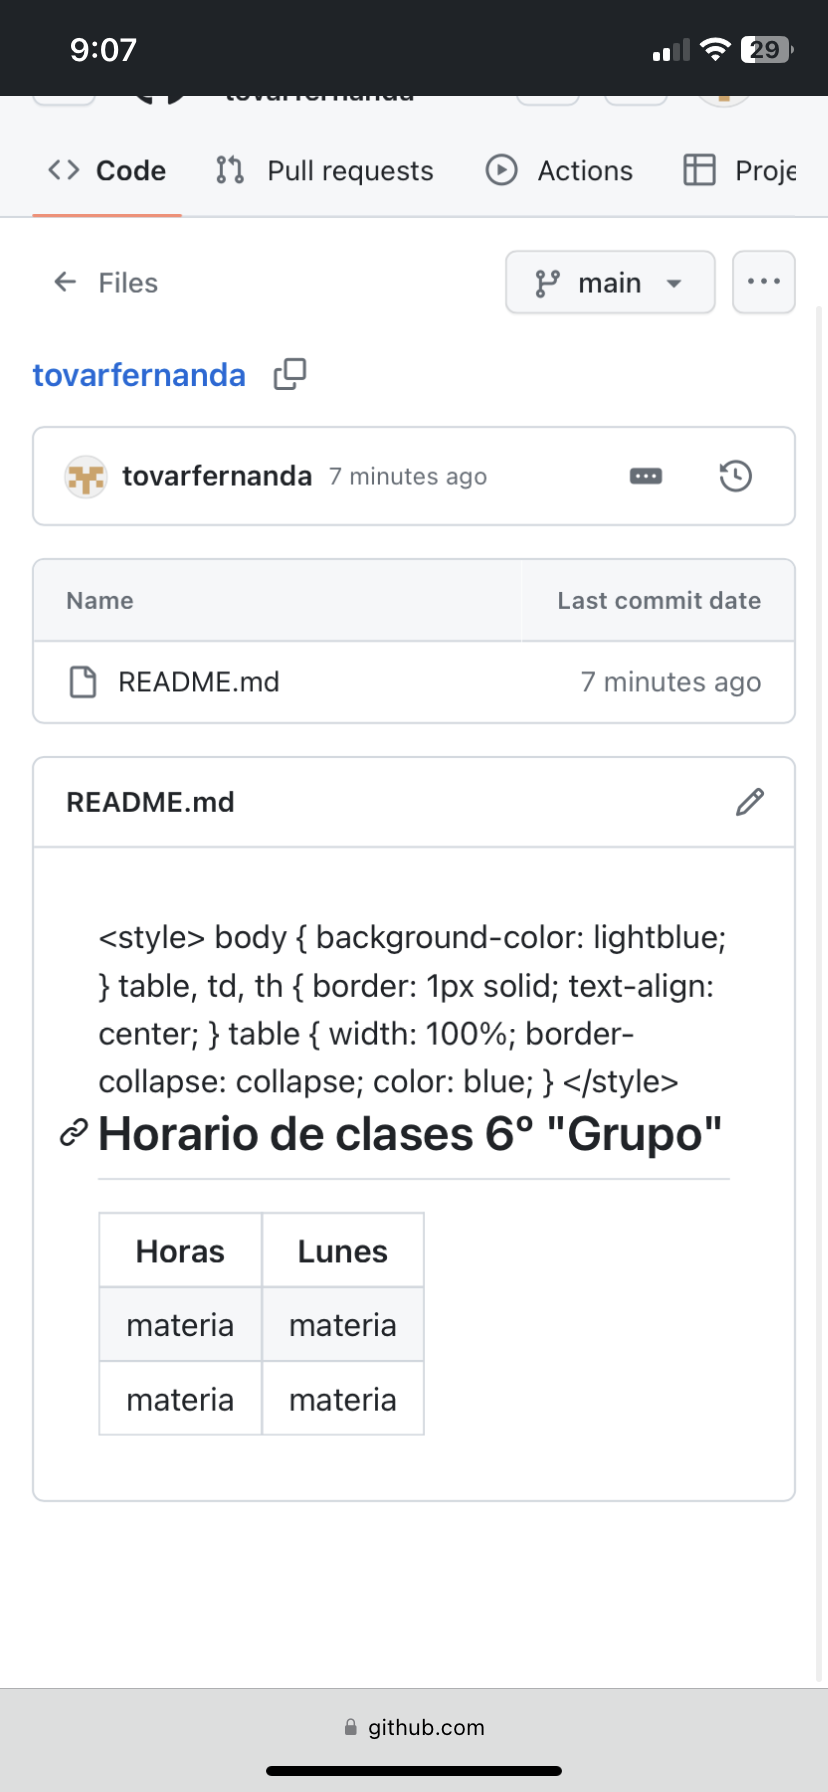 9:07
29
tovarfernanda
Code
Pull requests
Actions
Proje
Files
main
tovarfernanda
tovarfernanda 7 minutes ago
Name Last commit date
README.md 7 minutes ago
README.md
<style> body { background-color: lightblue;
} table, td, th { border: 1px solid; text-align:
center; } table { width: 100%; border-
collapse: collapse; color: blue; } </style>
Horario de clases 6º "Grupo"
Horas Lunes
materia materia
materia materia
github.com